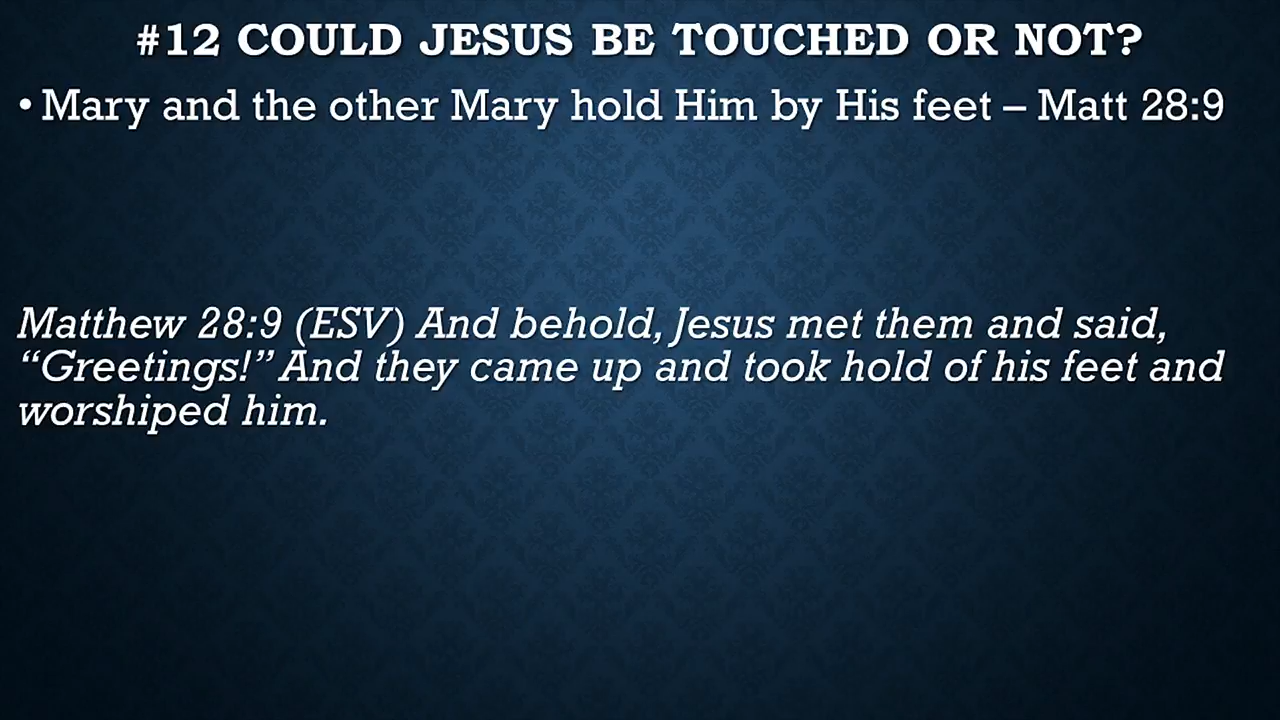 #12 COULD JESUS BE TOUCHED OR NOT?
• Mary and the other Mary hold Him by His feet – Matt 28:9
Matthew 28:9 (ESV) And behold, Jesus met them and said,
“Greetings!” And they came up and took hold of his feet and
worshiped him.